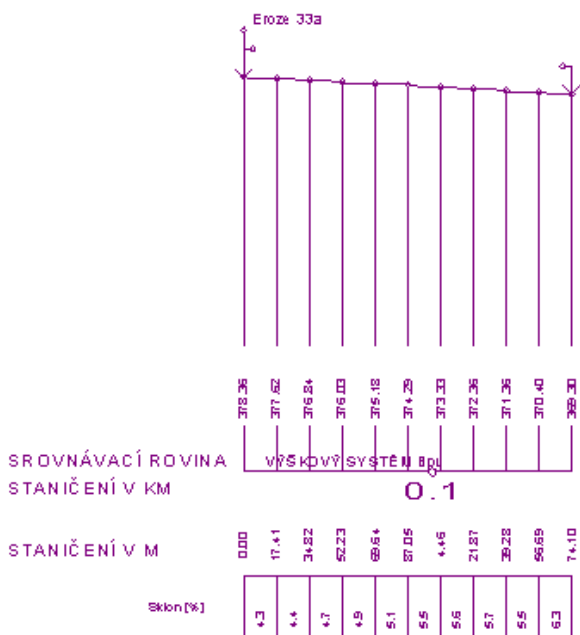 Eroze 33a
378.36 377.62 376.84 376.03 375.18 374.29 373.33 372.36 371.36 370.40 369.30
SROVNÁVACÍ ROVINA VÝŠKOVÝ SYSTÉM Bpv
STANIČENÍ V KM 0.1
STANIČENÍ V M 0.00 17.41 34.82 52.23 69.64 87.05 4.46 21.87 39.28 56.69 74.10
Sklon [%] 4.3 4.4 4.7 4.9 5.1 5.5 5.6 5.7 5.5 6.3